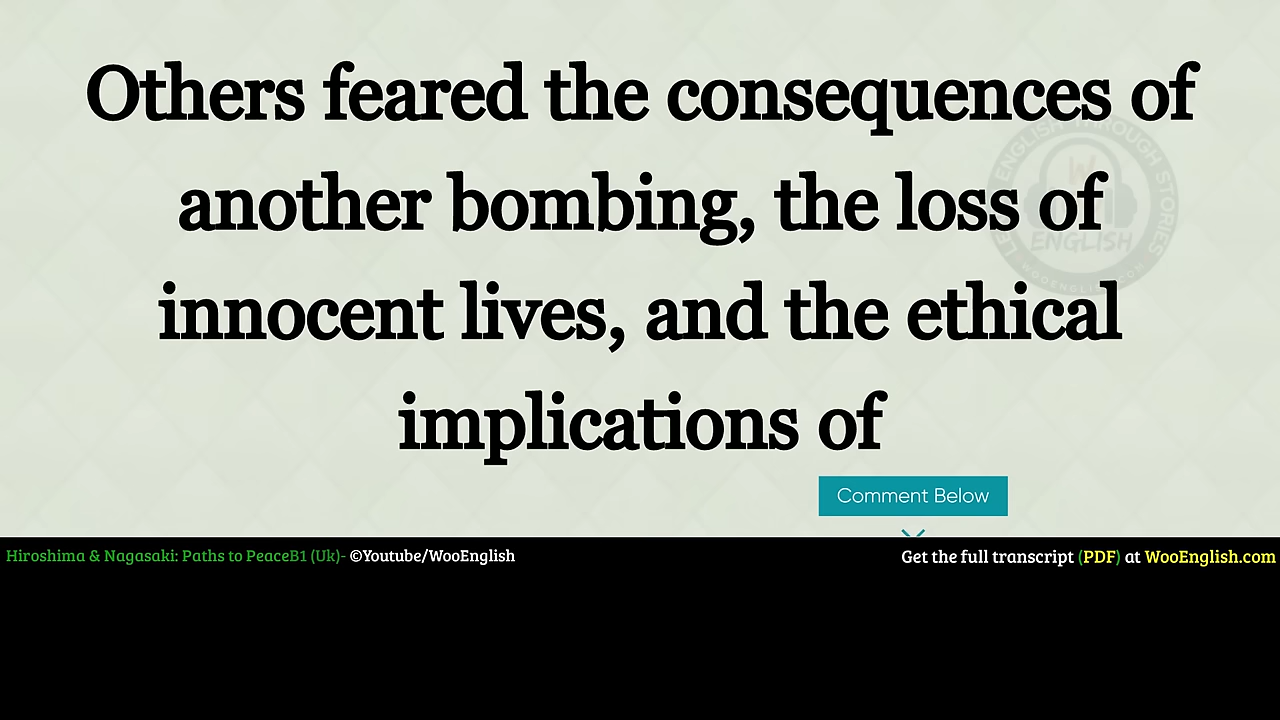 Others feared the consequences of
another bombing, the loss of
innocent lives, and the ethical
implications of
ENGLISH
Comment Below
Hiroshima & Nagasaki: Paths to PeaceB1 (Uk)- ©Youtube/WooEnglish
Get the full transcript (PDF) at WooEnglish.com